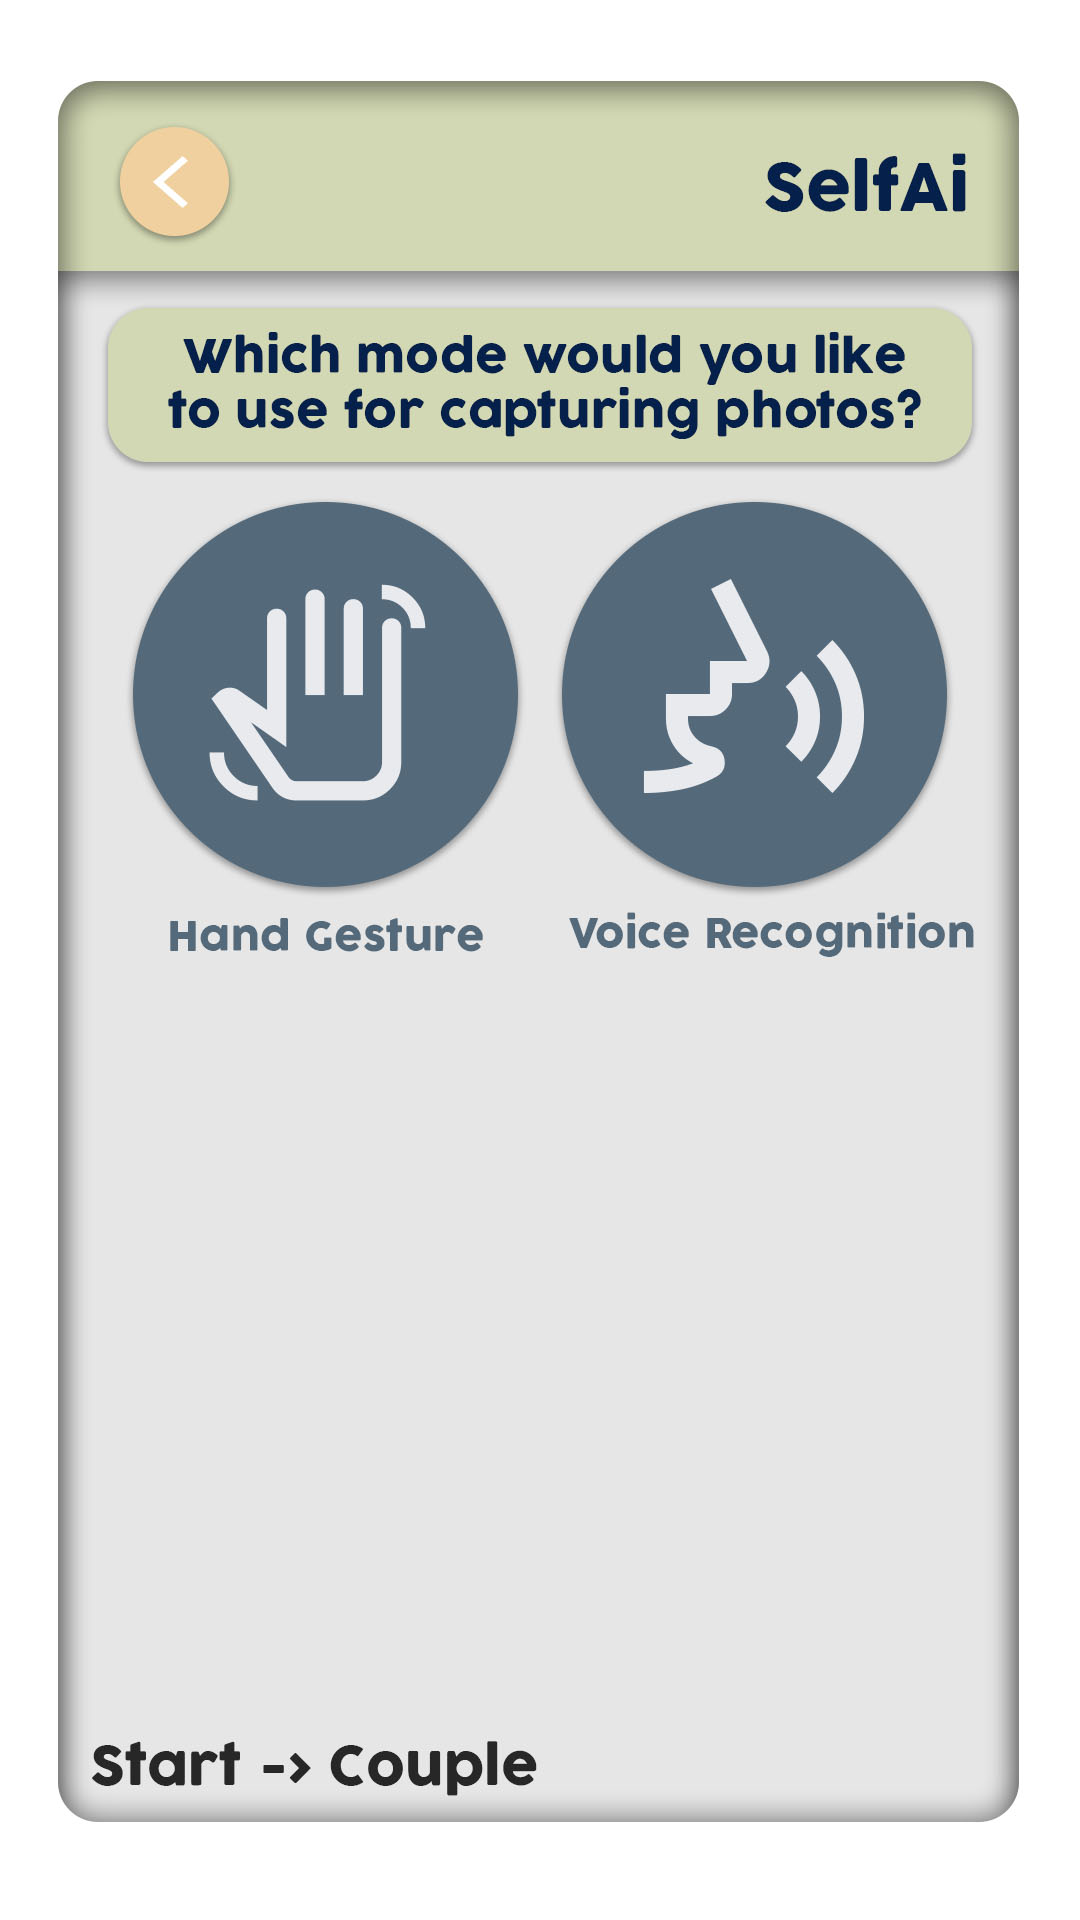 SelfAi
Which mode would you like
to use for capturing photos?
Hand Gesture
Voice Recognition
Start -> Couple